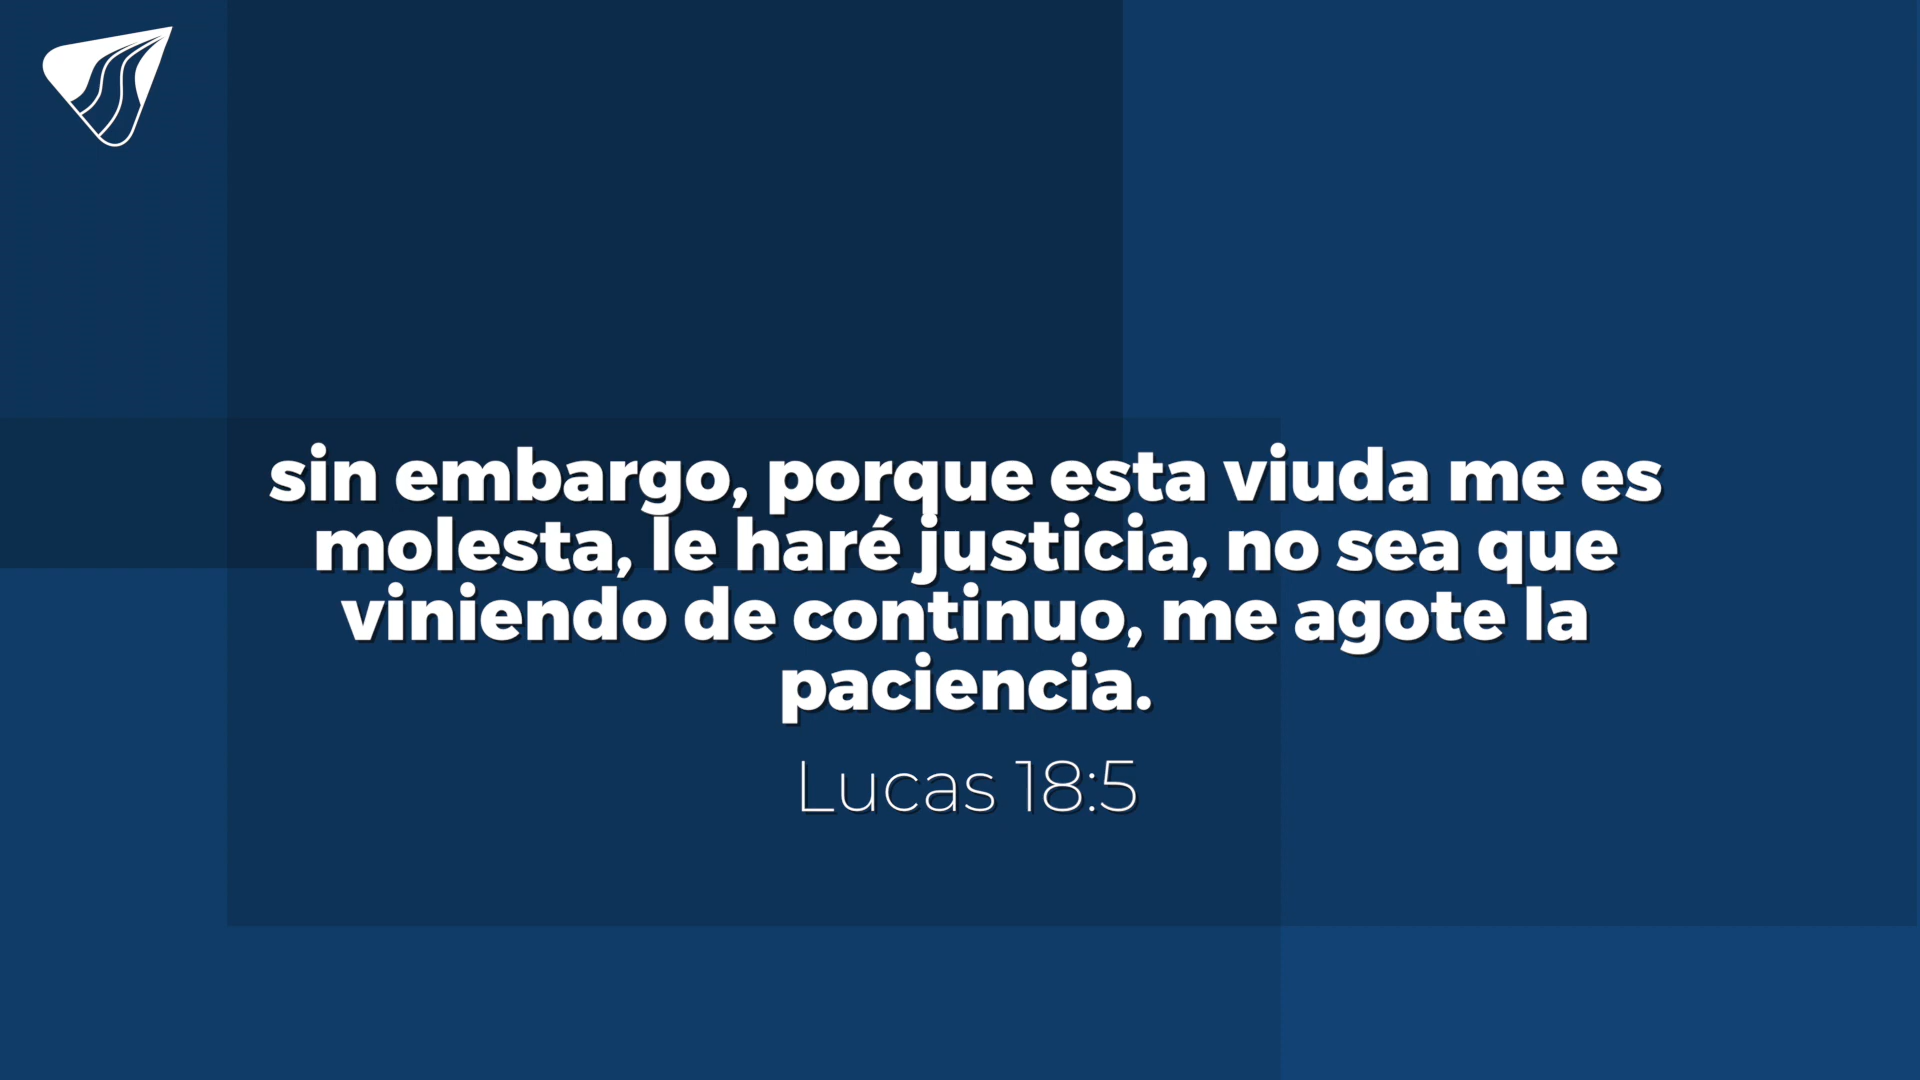 sin embargo, porque esta viuda me es
molesta, le haré justicia, no sea que
viniendo de continuo, me agote la
paciencia.
Lucas 18:5